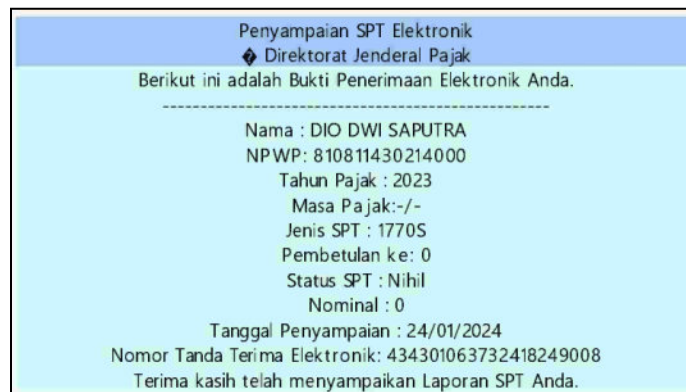 Penyampaian SPT Elektronik
� Direktorat Jenderal Pajak
Berikut ini adalah Bukti Penerimaan Elektronik Anda.
--------------------------------------------------
Nama : DIO DWI SAPUTRA
NPWP: 810811430214000
Tahun Pajak : 2023
Masa Pajak:-/-
Jenis SPT : 1770S
Pembetulan ke: 0
Status SPT : Nihil
Nominal : 0
Tanggal Penyampaian : 24/01/2024
Nomor Tanda Terima Elektronik: 434301063732418249008
Terima kasih telah menyampaikan Laporan SPT Anda.